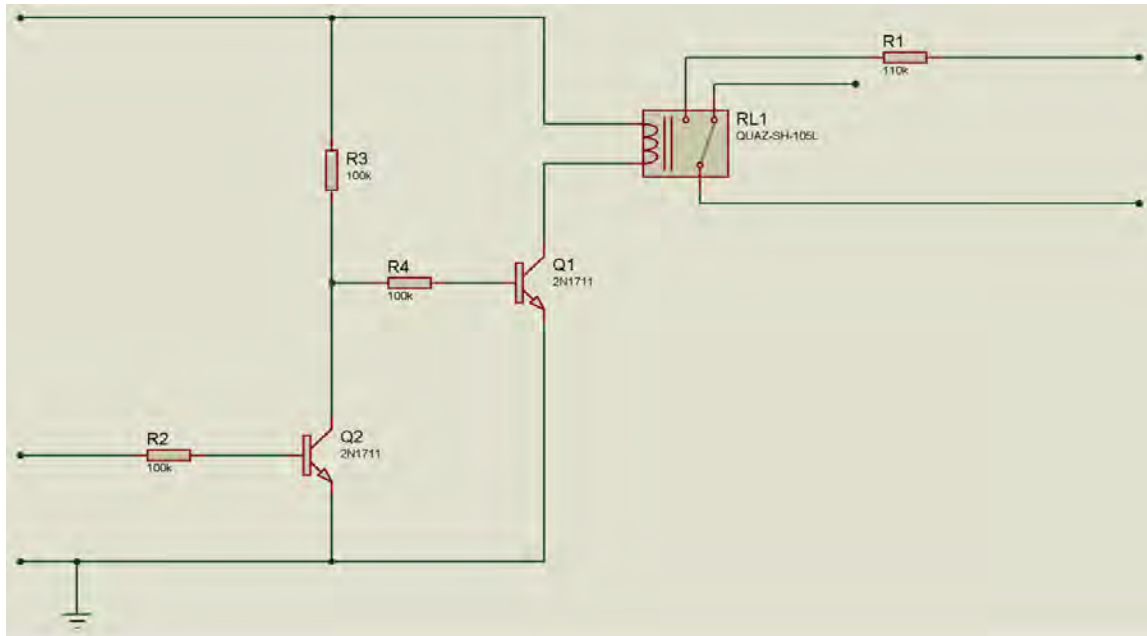 R1
110k
RL1
QUAZ-SH-105L
R3
100k
R4
100k
Q1
2N1711
R2
100k
Q2
2N1711